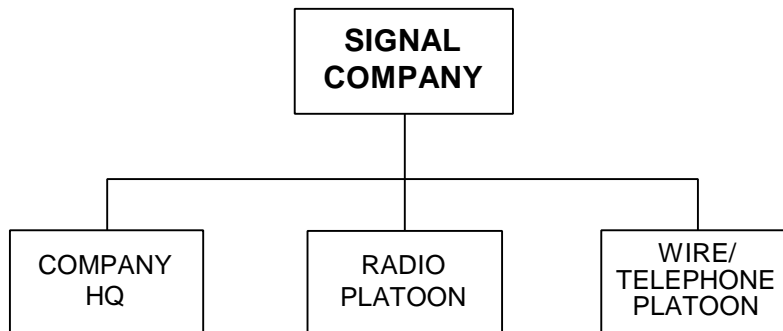 SIGNAL
COMPANY
COMPANY
HQ
RADIO
PLATOON
WIRE/
TELEPHONE
PLATOON